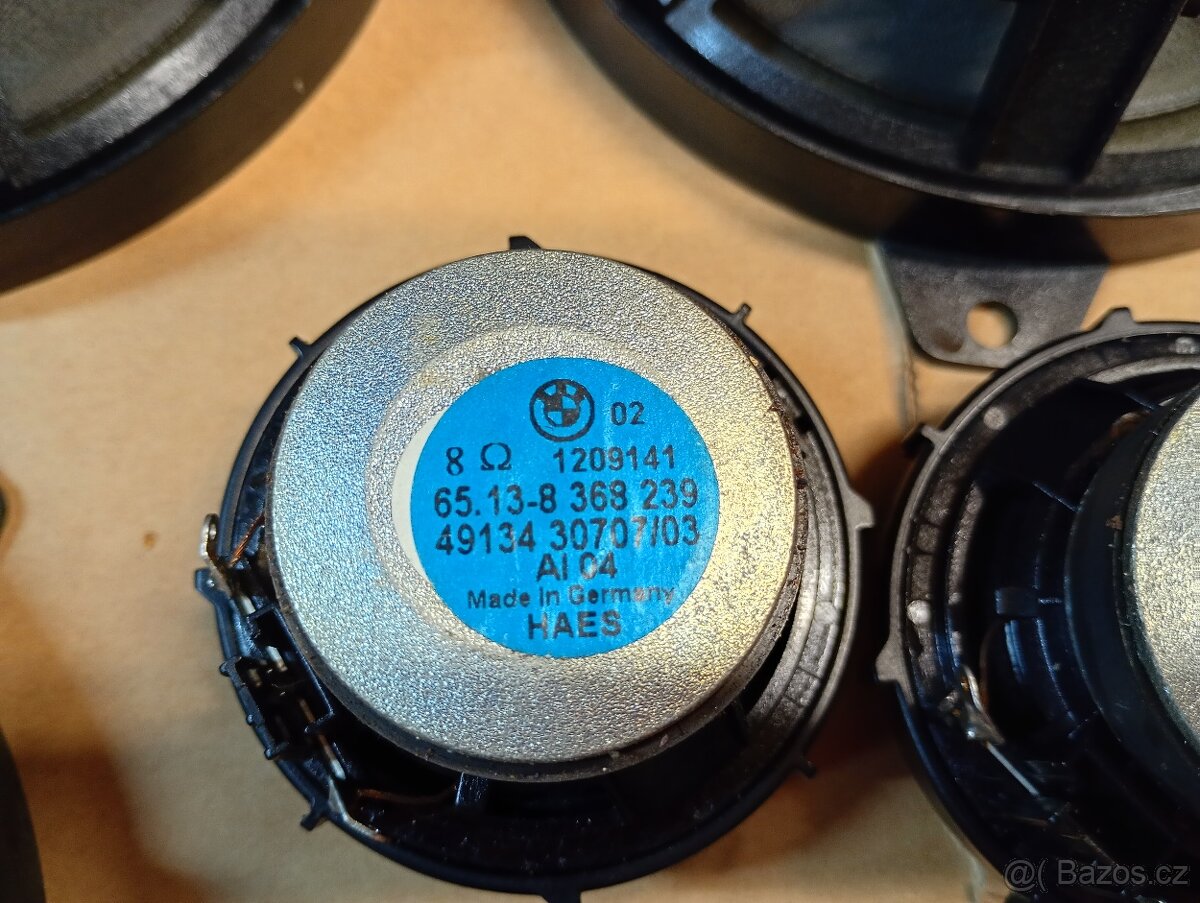 02
8 Ω 1209141
65.13-8 368 239
49134 30707/03
AI 04
Made in Germany
HAES
@( Bazos.cz